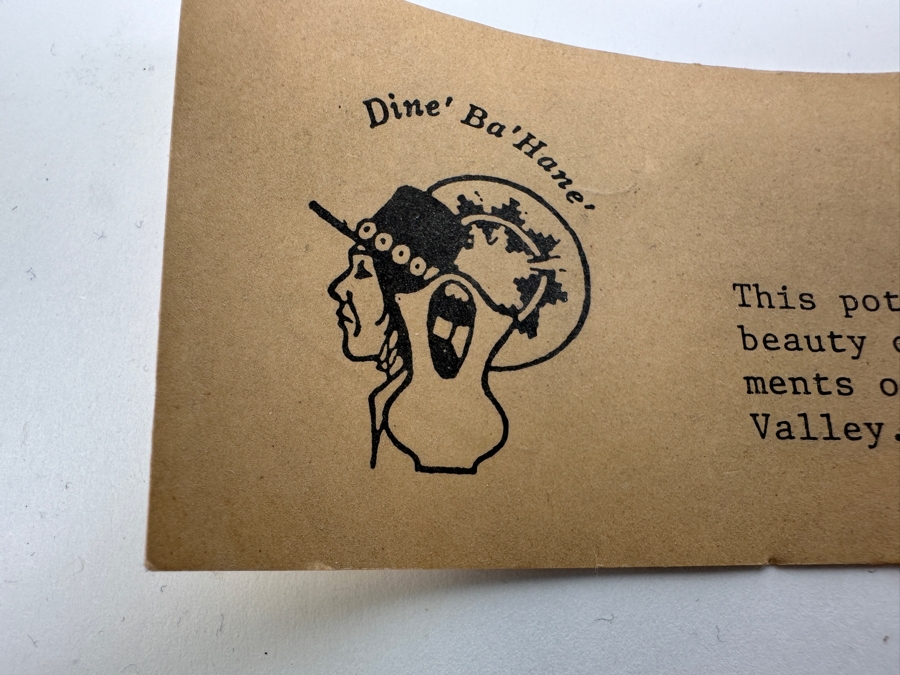 Dine' Ba'Hane'
This pot
beauty
ments o
Valley.